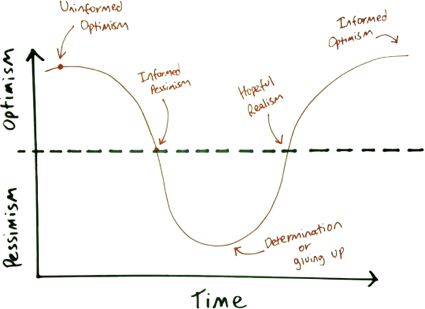 Uninformed
Optimism
Informed
Optimism
Informed
Pessimism
Hopeful
Realism
Optimism
Pessimism
Determination
or
giving up
Time